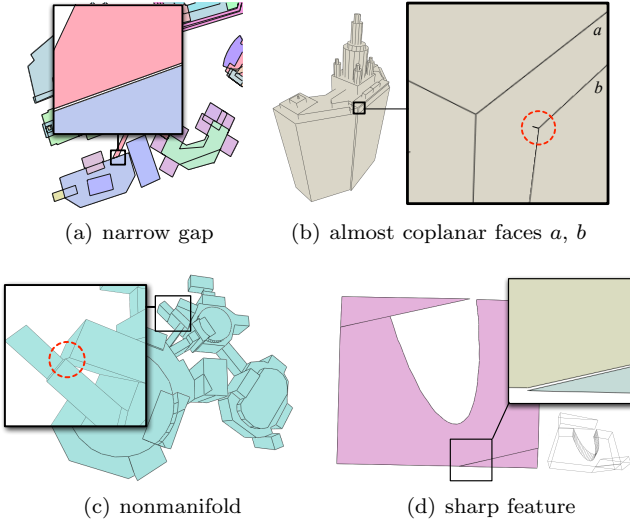 a
b
(a) narrow gap
(b) almost coplanar faces a, b
(c) nonmanifold
(d) sharp feature